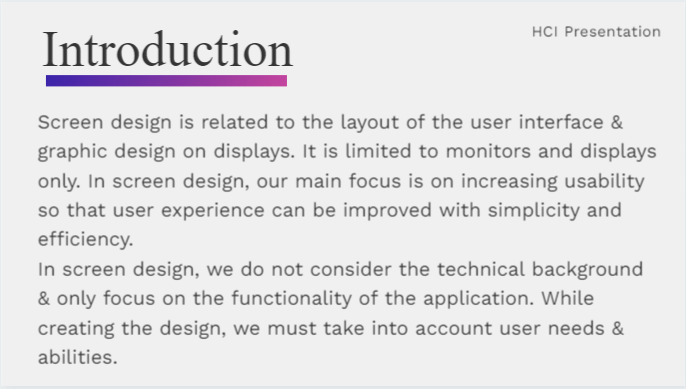 Introduction
HCI Presentation
Screen design is related to the layout of the user interface &
graphic design on displays. It is limited to monitors and displays
only. In screen design, our main focus is on increasing usability
so that user experience can be improved with simplicity and
efficiency.
In screen design, we do not consider the technical background
& only focus on the functionality of the application. While
creating the design, we must take into account user needs &
abilities.